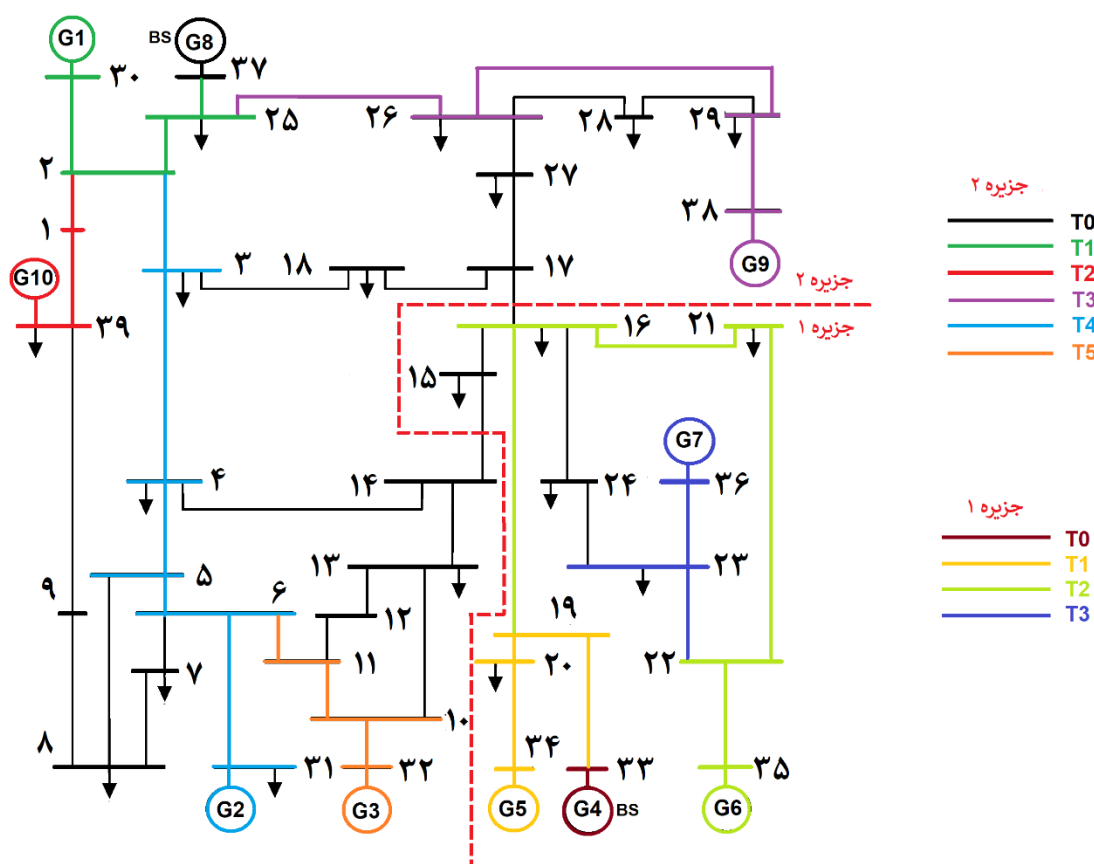 G1
BS G8
۳۰
۳۷
۲۵
۲۶
۲۸
۲۹
۲
۲۷
۳۸
۱
۳
۱۸
۱۷
G9
G10
۳۹
جزیره ۲
جزیره ۱
۱۶
۲۱
۱۵
G7
۴
۱۴
۲۴
۳۶
۹
۵
۶
۱۳
۱۲
۲۳
۱۹
۷
۱۱
۲۰
۲۲
۸
۱۰
۳۱
۳۲
۳۴
۳۳
۳۵
G2
G3
G5
G4 BS
G6
جزیره ۲
T0
T1
T2
T3
T4
T5
جزیره ۱
T0
T1
T2
T3